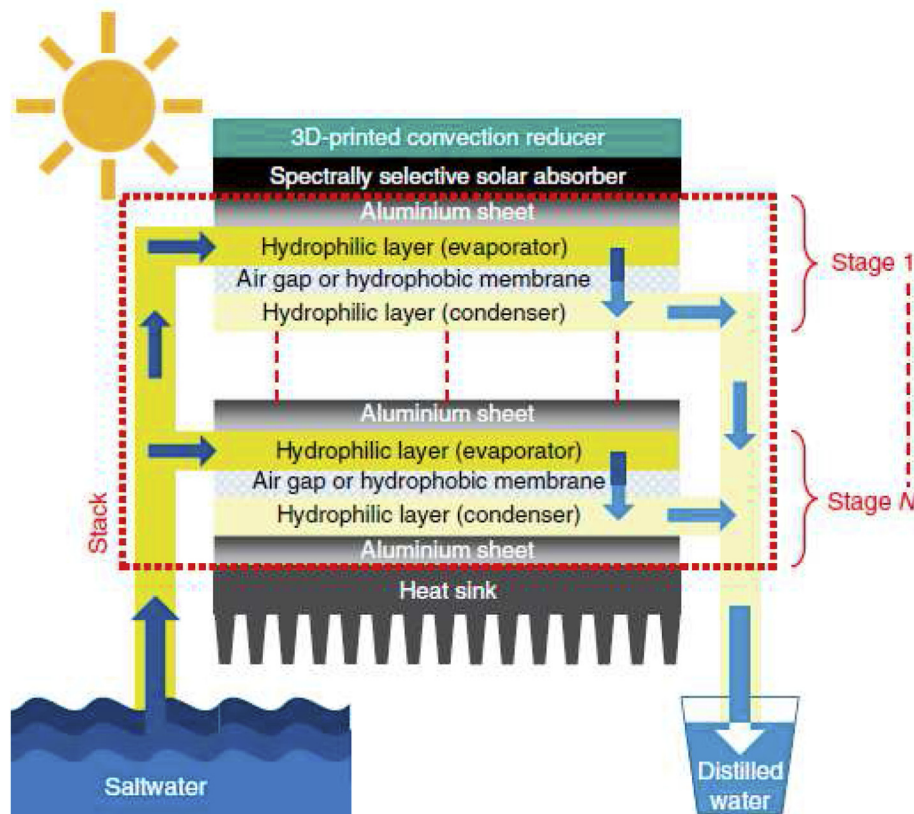 3D-printed convection reducer
Spectrally selective solar absorber
Aluminium sheet
Hydrophilic layer (evaporator)
Air gap or hydrophobic membrane
Hydrophilic layer (condenser)
Stage 1
Aluminium sheet
Hydrophilic layer (evaporator)
Air gap or hydrophobic membrane
Hydrophilic layer (condenser)
Aluminium sheet
Stage N
Stack
Heat sink
Saltwater
Distilled
water